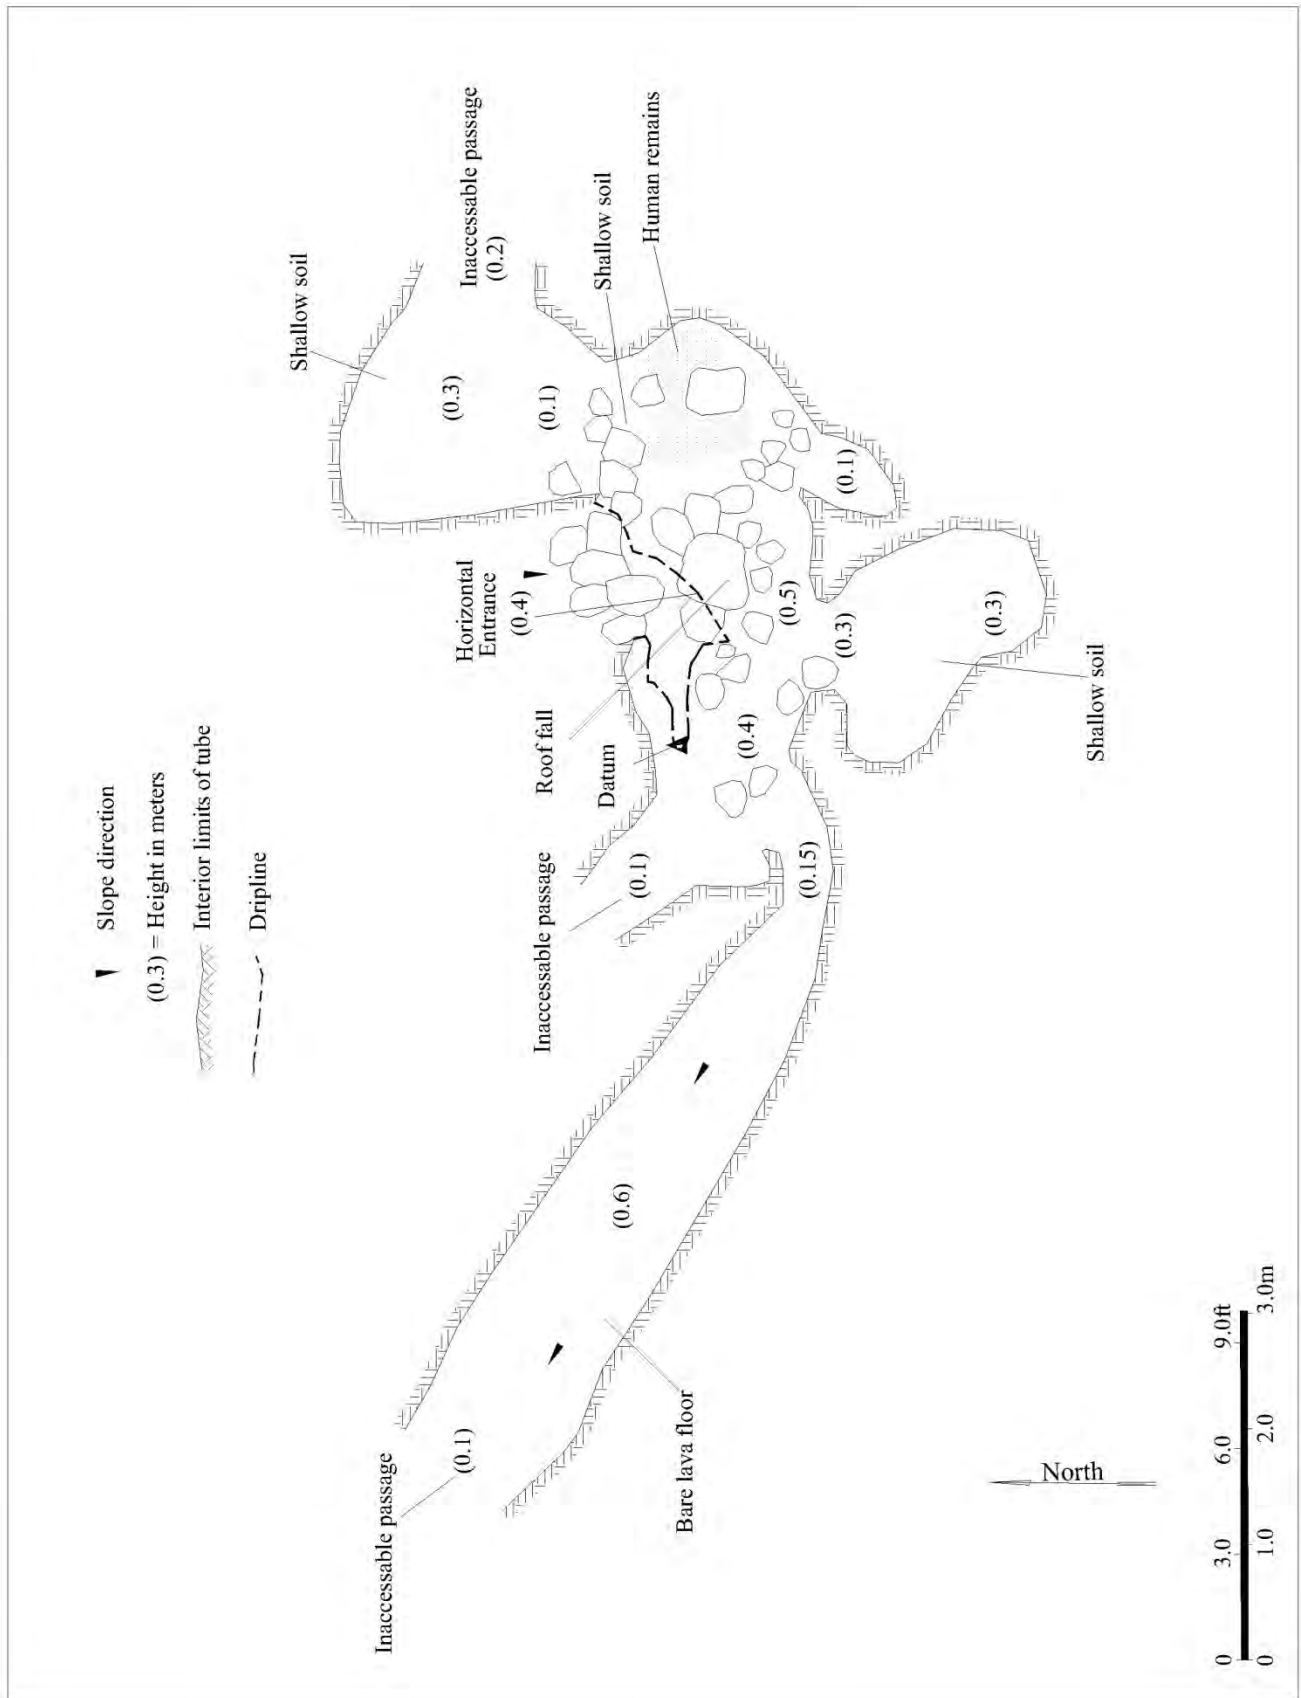 Slope direction
(0.3) = Height in meters
Interior limits of tube
Dripline
Inaccessable passage
(0.2)
Shallow soil
Shallow soil
Human remains
(0.3)
(0.1)
Horizontal
Entrance
(0.4)
Roof fall
Datum
Inaccessable passage
(0.1)
(0.1)
(0.5)
(0.3)
(0.3)
(0.4)
(0.15)
Shallow soil
(0.6)
Inaccessable passage
(0.1)
Bare lava floor
North
0 3.0 6.0 9.0ft
0 1.0 2.0 3.0m